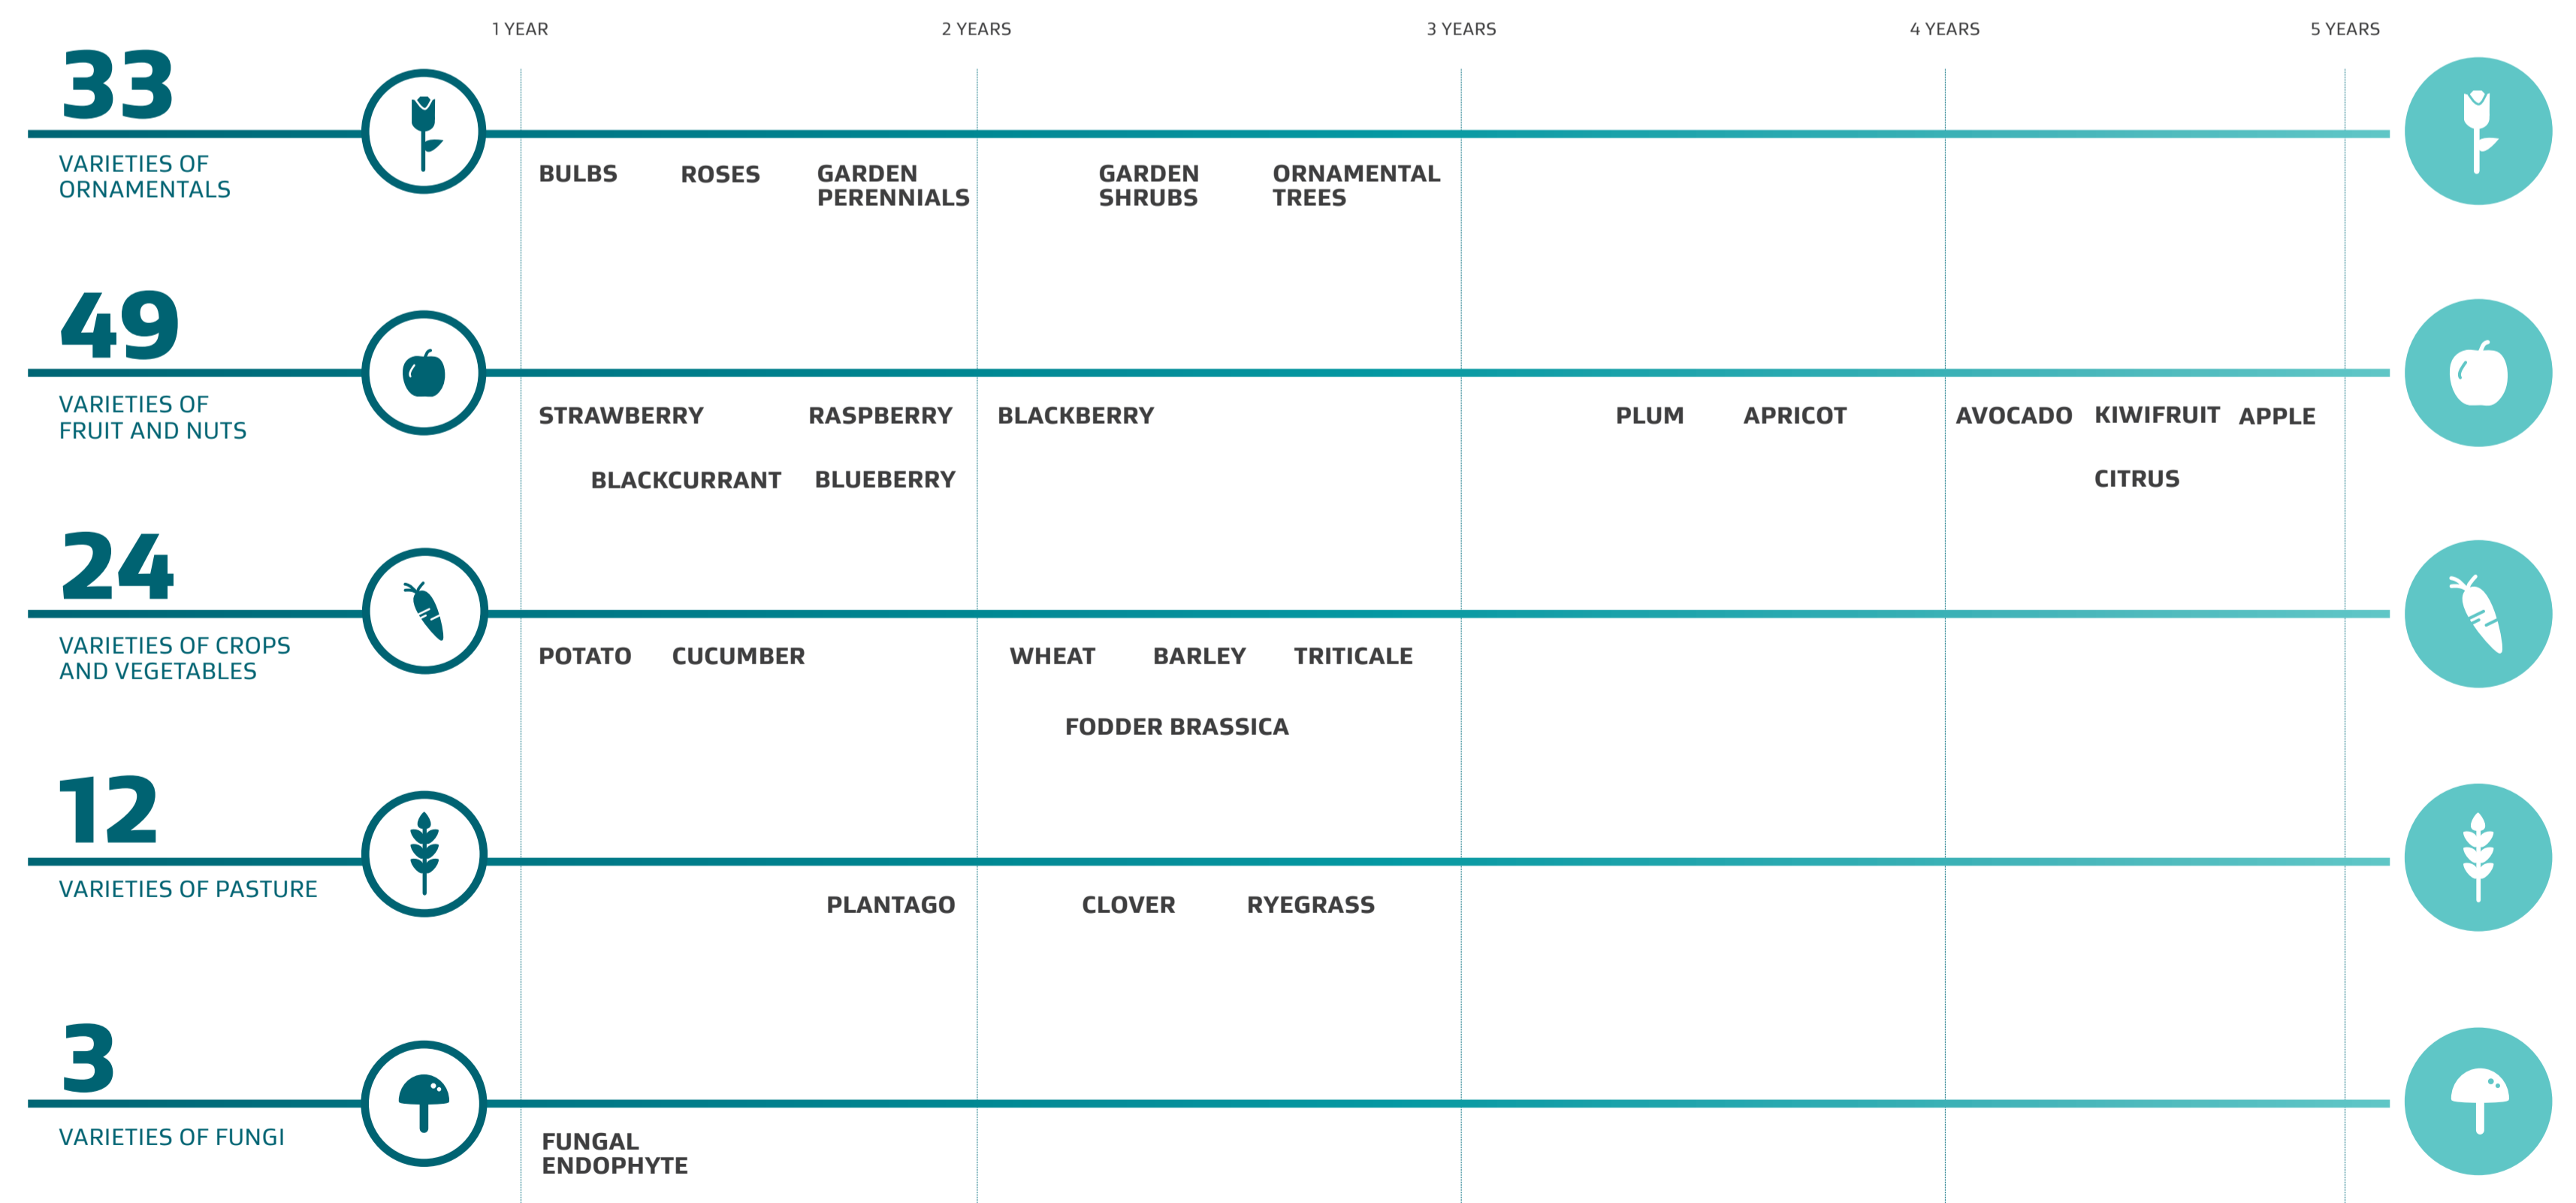 1 YEAR
2 YEARS
3 YEARS
4 YEARS
5 YEARS
33
VARIETIES OF
ORNAMENTALS
BULBS
ROSES
GARDEN
PERENNIALS
GARDEN
SHRUBS
ORNAMENTAL
TREES
49
VARIETIES OF
FRUIT AND NUTS
STRAWBERRY
RASPBERRY
BLACKBERRY
PLUM
APRICOT
AVOCADO
KIWIFRUIT
APPLE
BLACKCURRANT
BLUEBERRY
CITRUS
24
VARIETIES OF CROPS
AND VEGETABLES
POTATO
CUCUMBER
WHEAT
BARLEY
TRITICALE
FODDER BRASSICA
12
VARIETIES OF PASTURE
PLANTAGO
CLOVER
RYEGRASS
3
VARIETIES OF FUNGI
FUNGAL
ENDOPHYTE